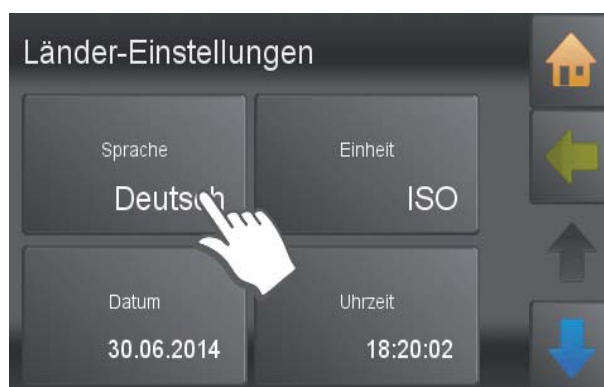 Länder-Einstellungen
Sprache
Deutsch
Einheit
ISO
Datum
30.06.2014
Uhrzeit
18:20:02